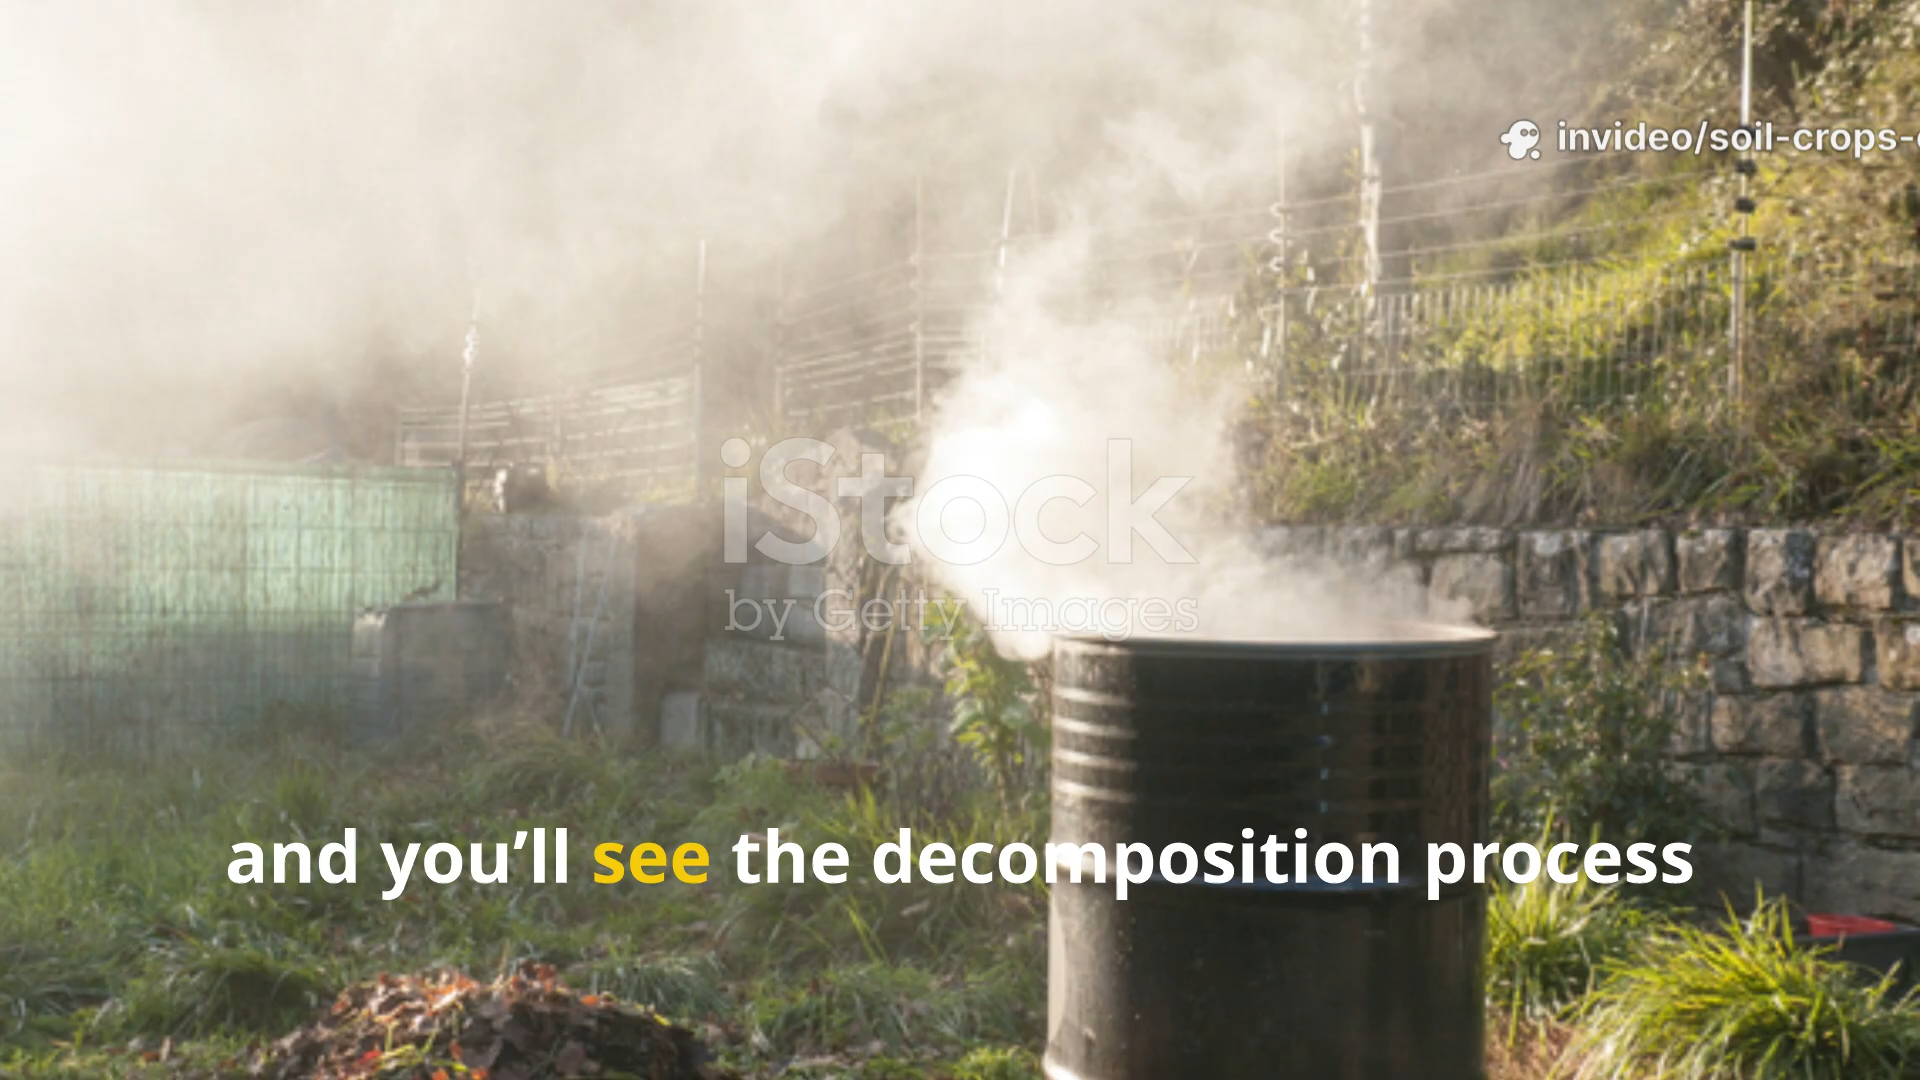 invideo/soil-crops-
iStock
by Getty Images
and you’ll see the decomposition process